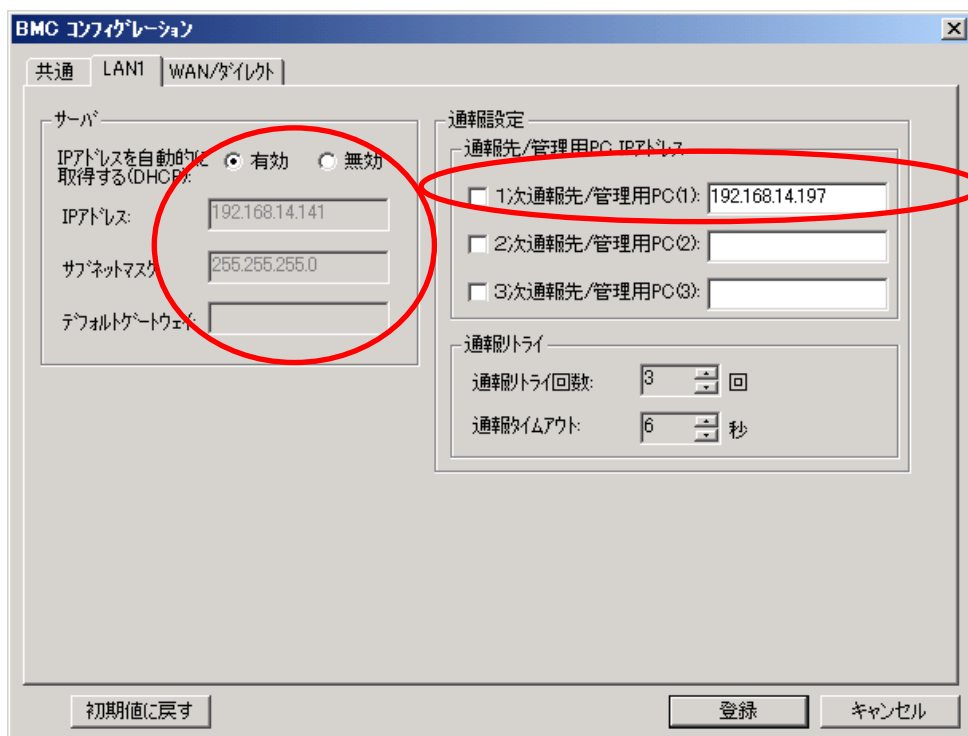 BMC コンフィグレーション
共通 LAN1 WAN/ダイレクト
サーバ
IPアドレスを自動的に
取得する(DHCP):
有効 無効
IPアドレス: 192.168.14.141
サブネットマスク 255.255.255.0
デフォルトゲートウェイ:
通報設定
通報先/管理用PC IPアドレス
1次通報先/管理用PC(1): 192.168.14.197
2次通報先/管理用PC(2):
3次通報先/管理用PC(3):
通報リトライ
通報リトライ回数: 3 回
通報タイムアウト: 6 秒
初期値に戻す 登録 キャンセル